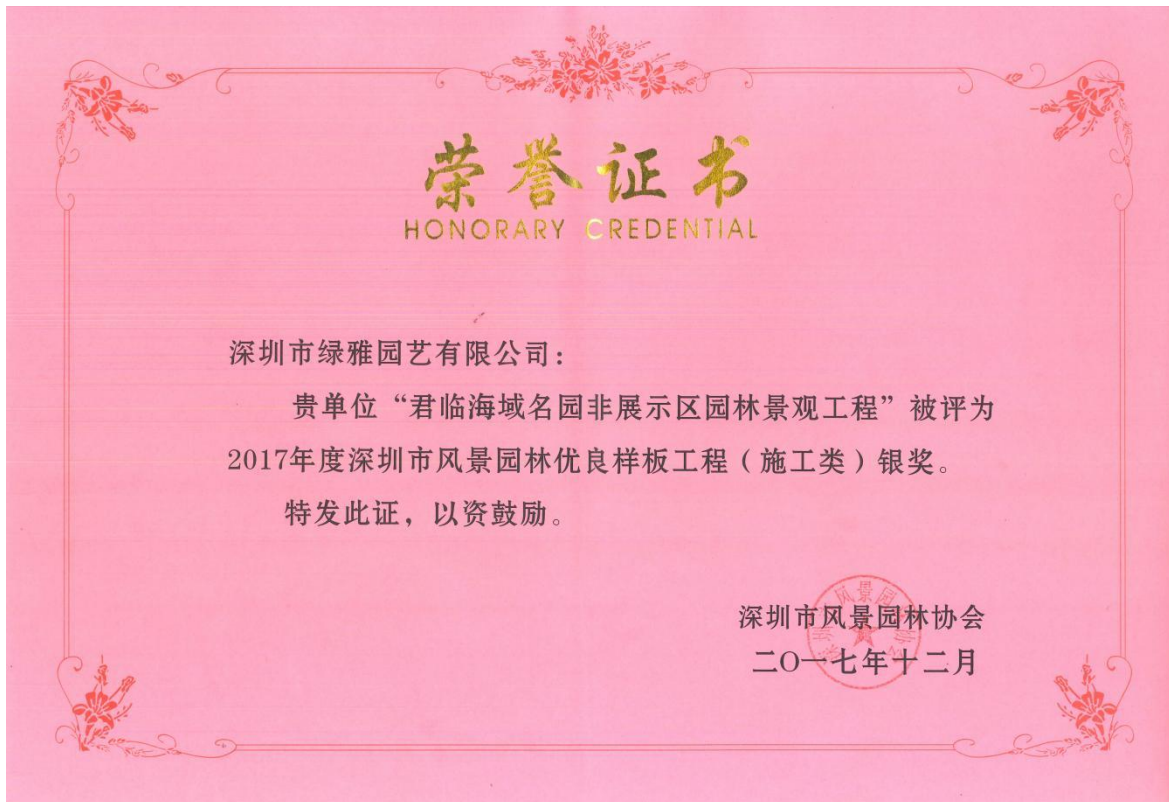 荣誉证书
HONORARY CREDENTIAL
深圳市绿雅园艺有限公司：
贵单位“君临海域名园非展示区园林景观工程”被评为
2017年度深圳市风景园林优良样板工程（施工类）银奖。
特发此证，以资鼓励。
深圳市风景园林协会
二〇一七年十二月